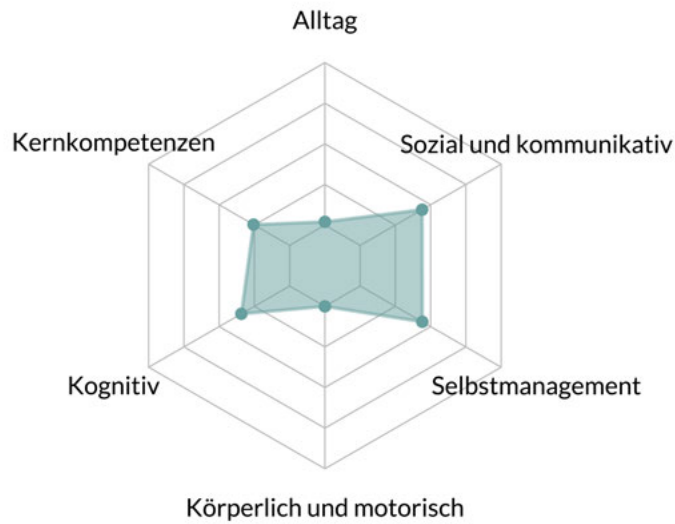 Alltag
Kernkompetenzen
Sozial und kommunikativ
Kognitiv
Selbstmanagement
Körperlich und motorisch